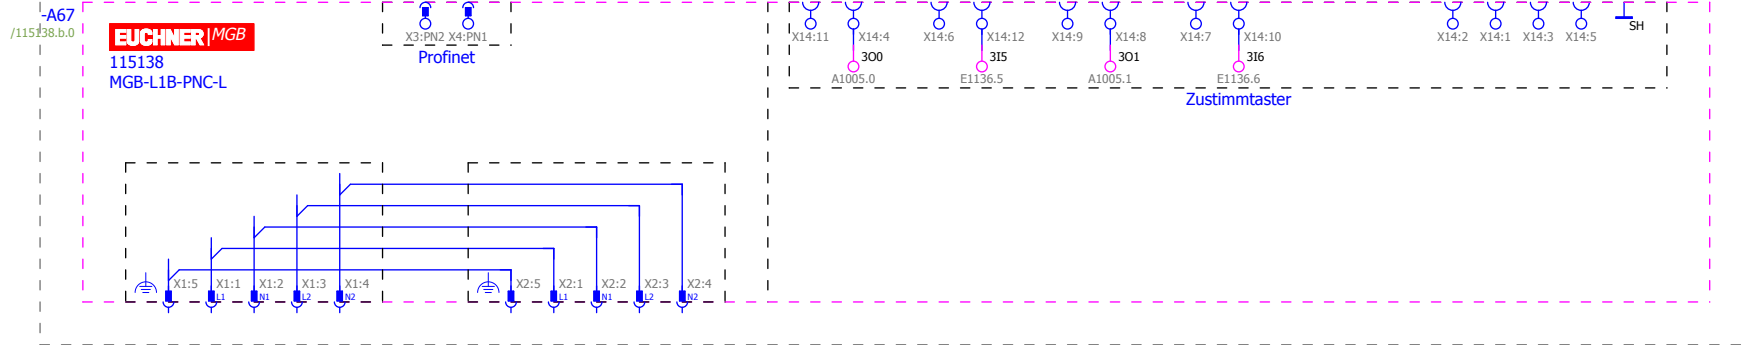 -A67
/115138.b.0
EUCHNER MGB
115138
MGB-L1B-PNC-L
X3:PN2 X4:PN1
Profinet
X14:11 X14:4 X14:6 X14:12 X14:9 X14:8 X14:7 X14:10 X14:2 X14:1 X14:3 X14:5 SH
3O0 3I5 3O1 3I6
A1005.0 E1136.5 A1005.1 E1136.6
Zustimmtaster
X1:5 X1:1 X1:2 X1:3 X1:4 X2:5 X2:1 X2:2 X2:3 X2:4
L1 N1 L2 N2 L1 N1 L2 N2